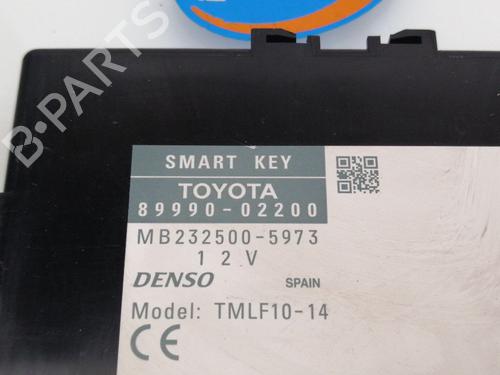 B-PARTS
SMART KEY
TOYOTA
89990-02200
MB232500-5973
12V
DENSO SPAIN
Model: TMLF10-14
CE